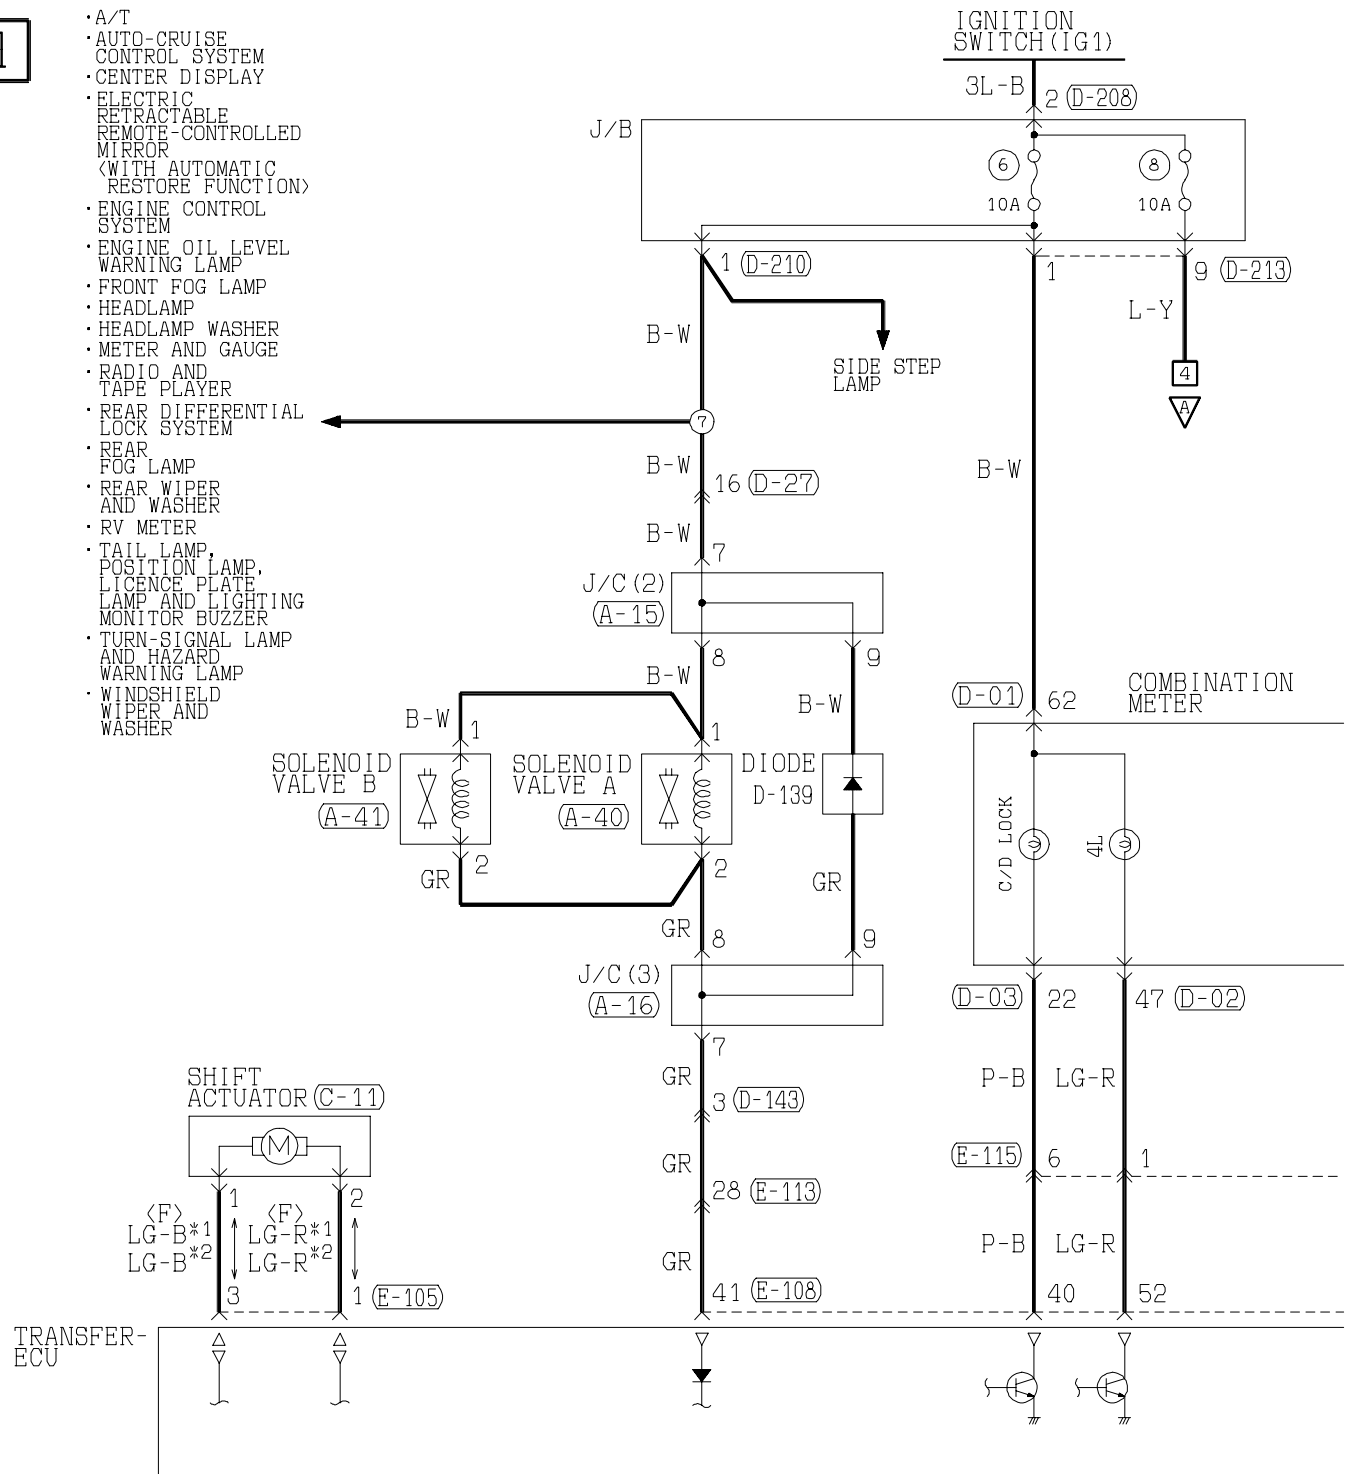 1
· A/T
· AUTO-CRUISE
CONTROL SYSTEM
· CENTER DISPLAY
· ELECTRIC
RETRACTABLE
REMOTE-CONTROLLED
MIRROR
<WITH AUTOMATIC
RESTORE FUNCTION>
· ENGINE CONTROL
SYSTEM
· ENGINE OIL LEVEL
WARNING LAMP
· FRONT FOG LAMP
· HEADLAMP
· HEADLAMP WASHER
· METER AND GAUGE
· RADIO AND
TAPE PLAYER
· REAR DIFFERENTIAL
LOCK SYSTEM
· REAR
FOG LAMP
· REAR WIPER
AND WASHER
· RV METER
· TAIL LAMP,
POSITION LAMP,
LICENCE PLATE
LAMP AND LIGHTING
MONITOR BUZZER
· TURN-SIGNAL LAMP
AND HAZARD
WARNING LAMP
· WINDSHIELD
WIPER AND
WASHER
IGNITION
SWITCH(IG1)
3L-B
2 (D-208)
J/B
6
8
10A
10A
1 (D-210)
1
9 (D-213)
B-W
L-Y
SIDE STEP
LAMP
4
A
7
B-W
B-W
16 (D-27)
B-W
7
J/C(2)
(A-15)
8
9
B-W
B-W
B-W
1
1
(D-01) 62
COMBINATION
METER
SOLENOID
VALVE B
(A-41)
SOLENOID
VALVE A
(A-40)
DIODE
D-139
C/D LOCK
4L
2
2
GR
GR
GR
8
9
J/C(3)
(A-16)
(D-03) 22
47 (D-02)
7
GR
P-B
LG-R
3 (D-143)
SHIFT
ACTUATOR (C-11)
M
GR
(E-115) 6
1
28 (E-113)
1
2
<F>
LG-B*1
LG-B*2
<F>
LG-R*1
LG-R*2
P-B
LG-R
GR
3
1 (E-105)
41 (E-108)
40
52
TRANSFER-
ECU